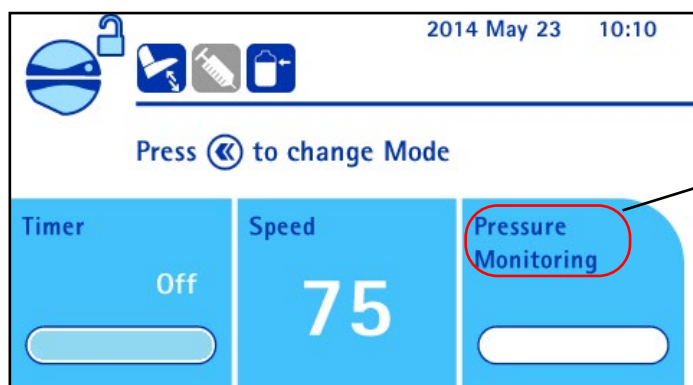 2014 May 23 10:10
Press « to change Mode
Timer
Speed
Pressure
Monitoring
Off
75